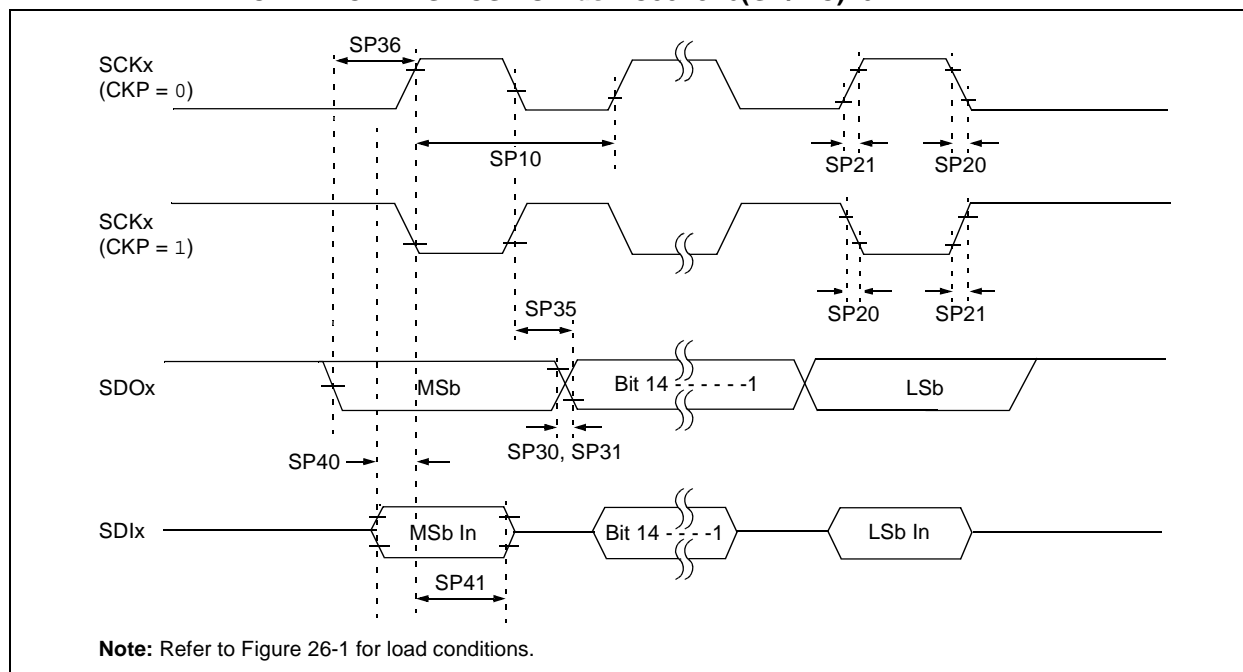 SP36
SCKx
(CKP = 0)
SP10
SP21
SP20
SCKx
(CKP = 1)
SP35
SP20
SP21
SDOx
MSb
Bit 14 - - - - - -1
LSb
SP40
SP30, SP31
SDIx
MSb In
Bit 14 - - - -1
LSb In
SP41
Note: Refer to Figure 26-1 for load conditions.